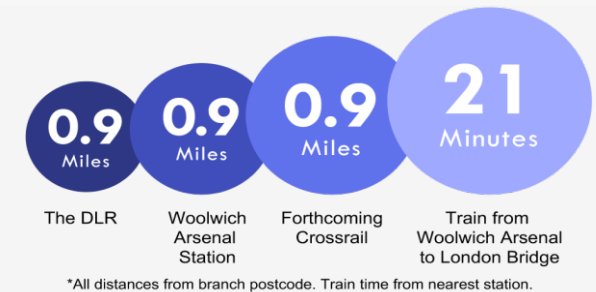 0.9
Miles
0.9
Miles
0.9
Miles
21
Minutes
The DLR
Woolwich
Arsenal
Station
Forthcoming
Crossrail
Train from
Woolwich Arsenal
to London Bridge
*All distances from branch postcode. Train time from nearest station.